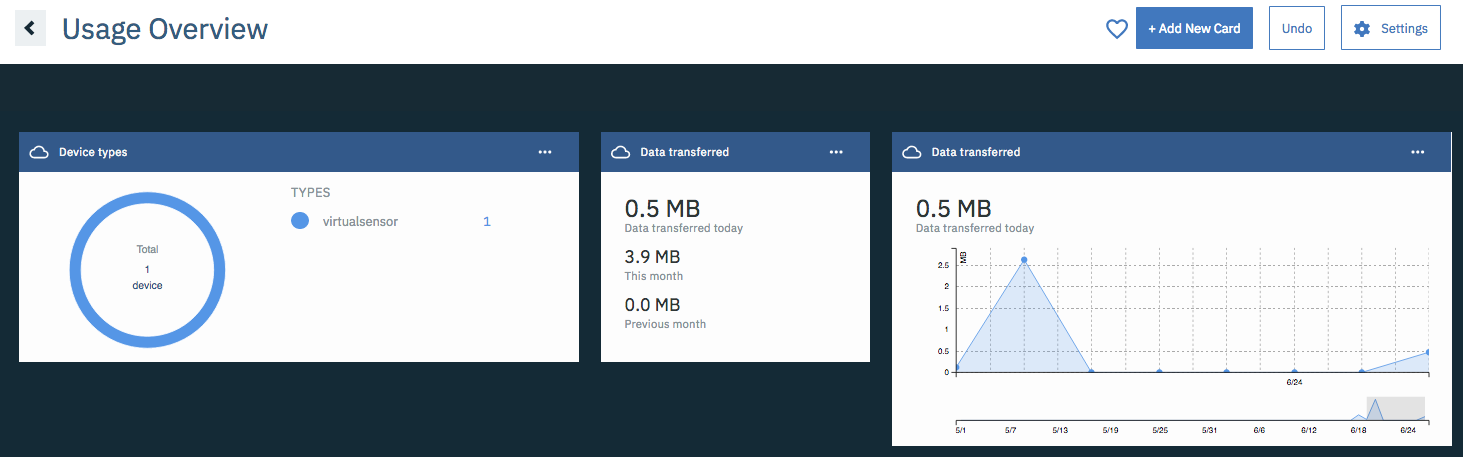 Usage Overview
+ Add New Card
Undo
Settings
Device types
Total
1
device
TYPES
virtualsensor 1
Data transferred
0.5 MB
Data transferred today
3.9 MB
This month
0.0 MB
Previous month
Data transferred
0.5 MB
Data transferred today
MB
2.5
2
1.5
1
0.5
0
6/24
5/1 5/7 5/13 5/19 5/25 5/31 6/6 6/12 6/18 6/24